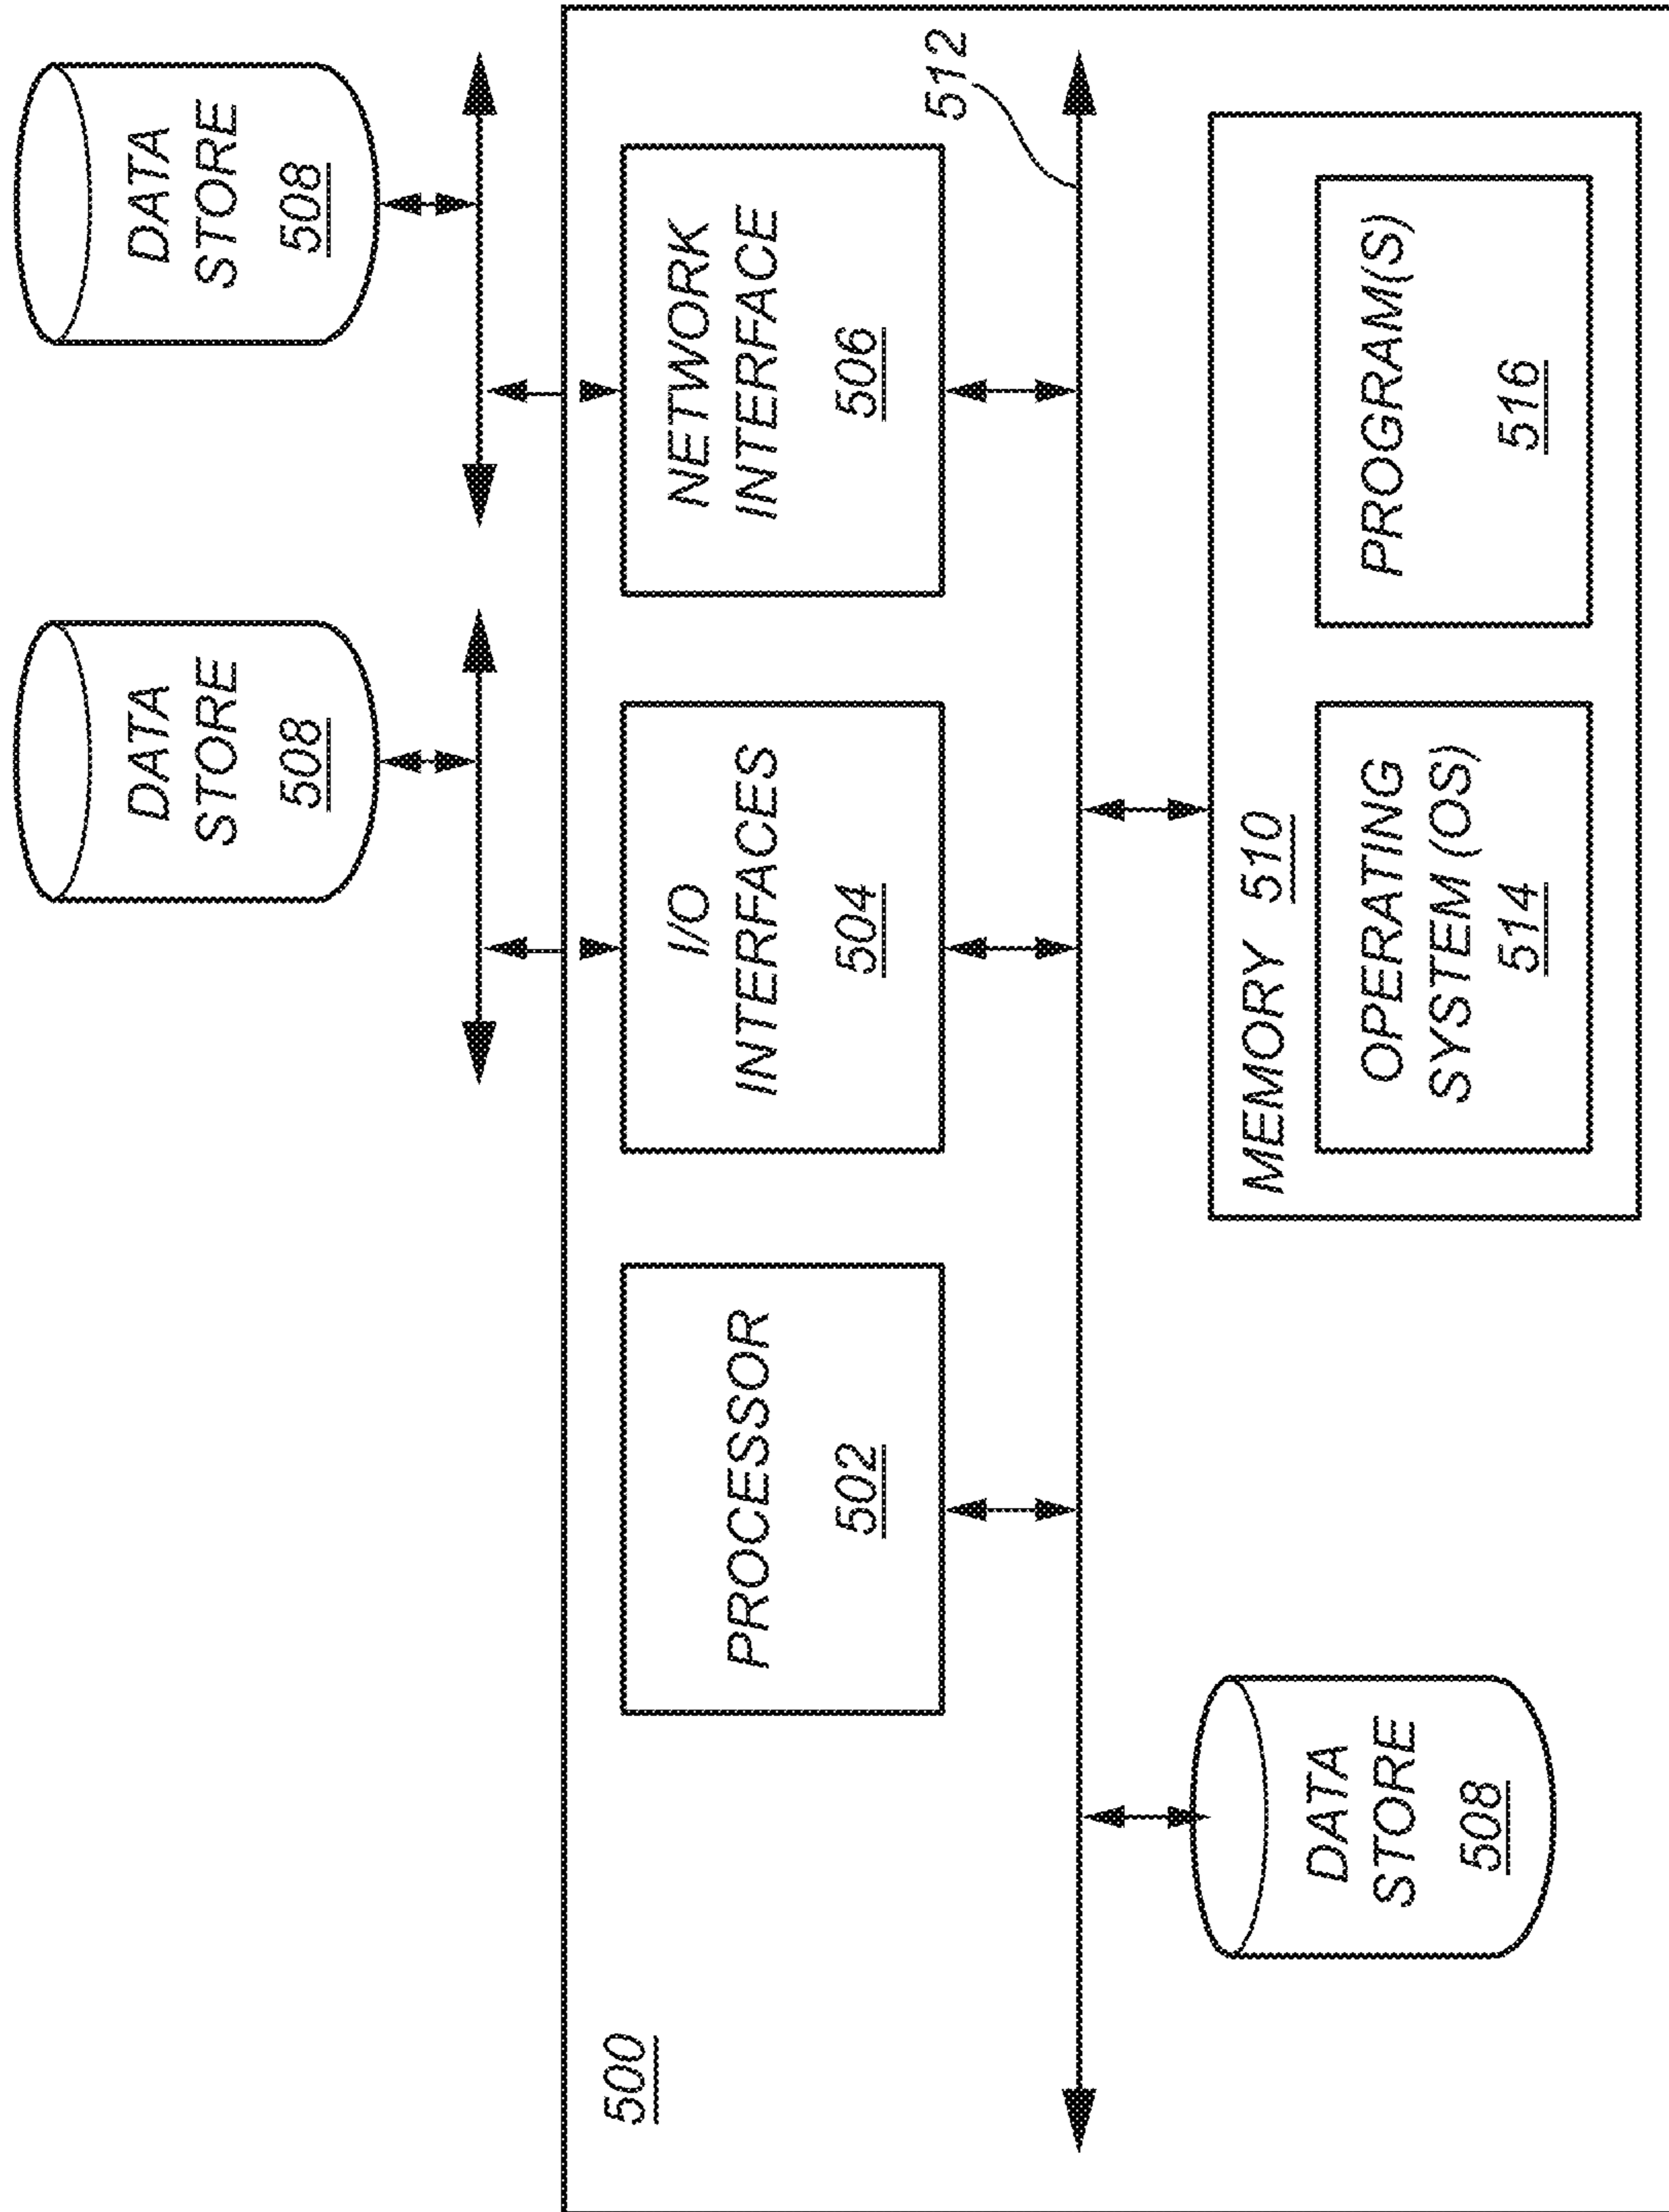 500
PROCESSOR
502
I/O
INTERFACES
504
NETWORK
INTERFACE
506
DATA
STORE
508
DATA
STORE
508
512
DATA
STORE
508
MEMORY 510
OPERATING
SYSTEM (OS)
514
PROGRAM(S)
516